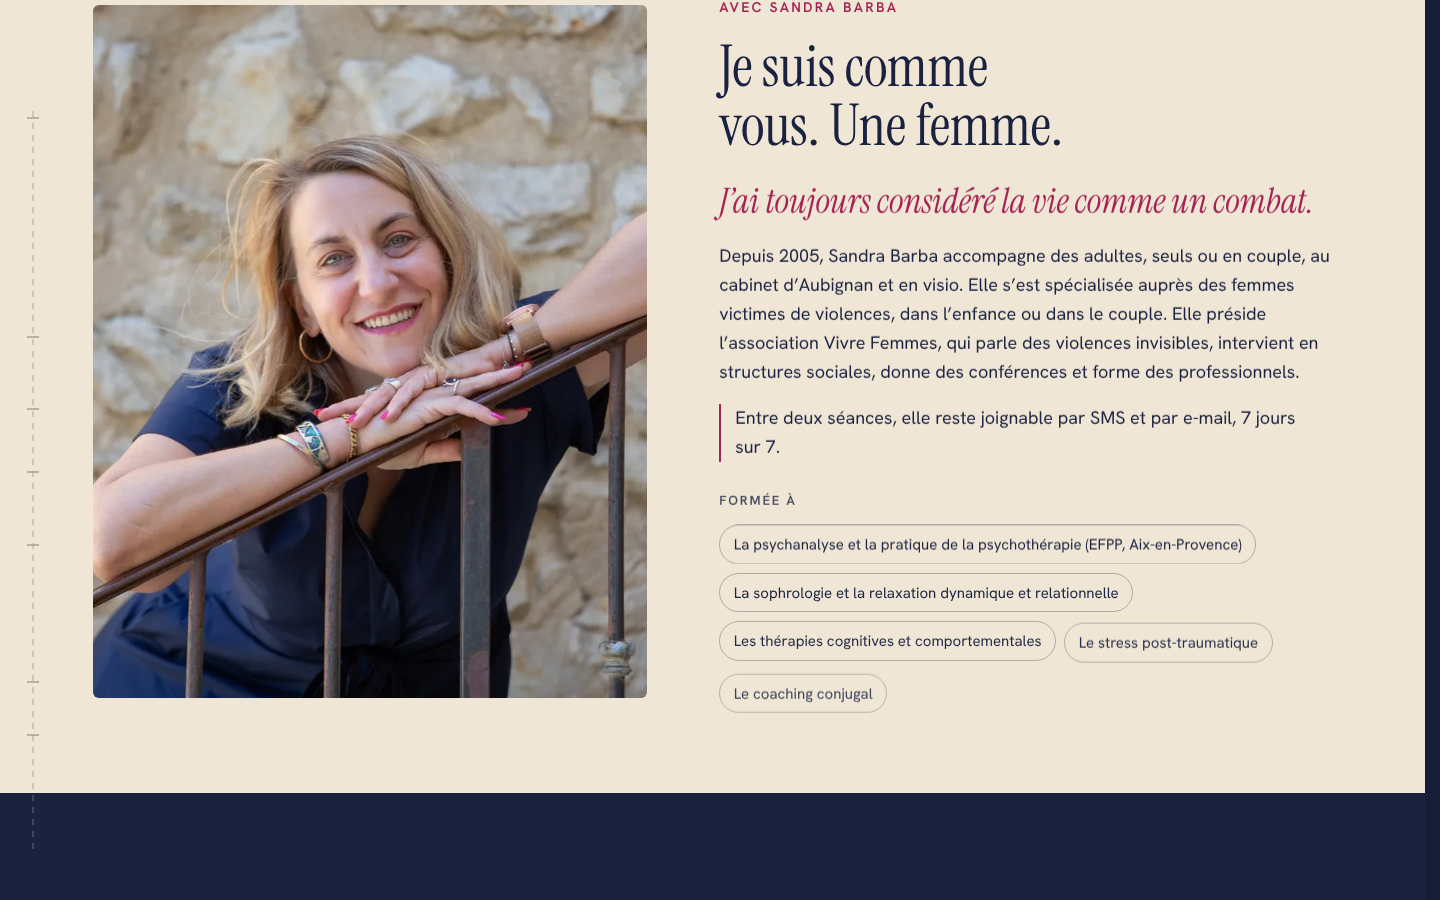 AVEC SANDRA BARBA
Je suis comme
vous. Une femme.
J’ai toujours considéré la vie comme un combat.
Depuis 2005, Sandra Barba accompagne des adultes, seuls ou en couple, au
cabinet d’Aubignan et en visio. Elle s’est spécialisée auprès des femmes
victimes de violences, dans l’enfance ou dans le couple. Elle préside
l’association Vivre Femmes, qui parle des violences invisibles, intervient en
structures sociales, donne des conférences et forme des professionnels.
Entre deux séances, elle reste joignable par SMS et par e-mail, 7 jours
sur 7.
FORMÉE À
La psychanalyse et la pratique de la psychothérapie (EFPP, Aix-en-Provence)
La sophrologie et la relaxation dynamique et relationnelle
Les thérapies cognitives et comportementales
Le stress post-traumatique
Le coaching conjugal